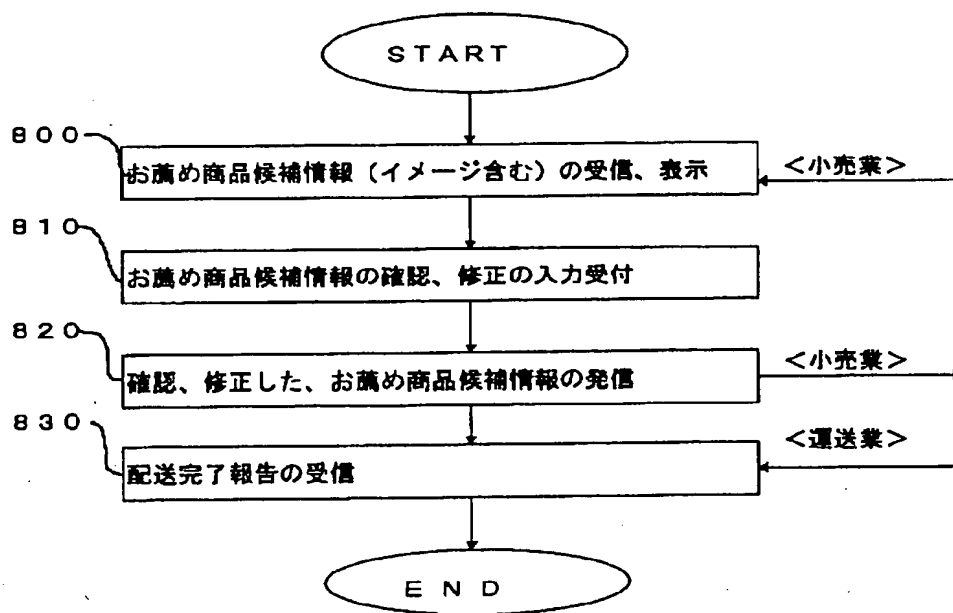 START
800
お薦め商品候補情報（イメージ含む）の受信、表示
＜小売業＞
810
お薦め商品候補情報の確認、修正の入力受付
820
確認、修正した、お薦め商品候補情報の発信
＜小売業＞
830
配送完了報告の受信
＜運送業＞
END